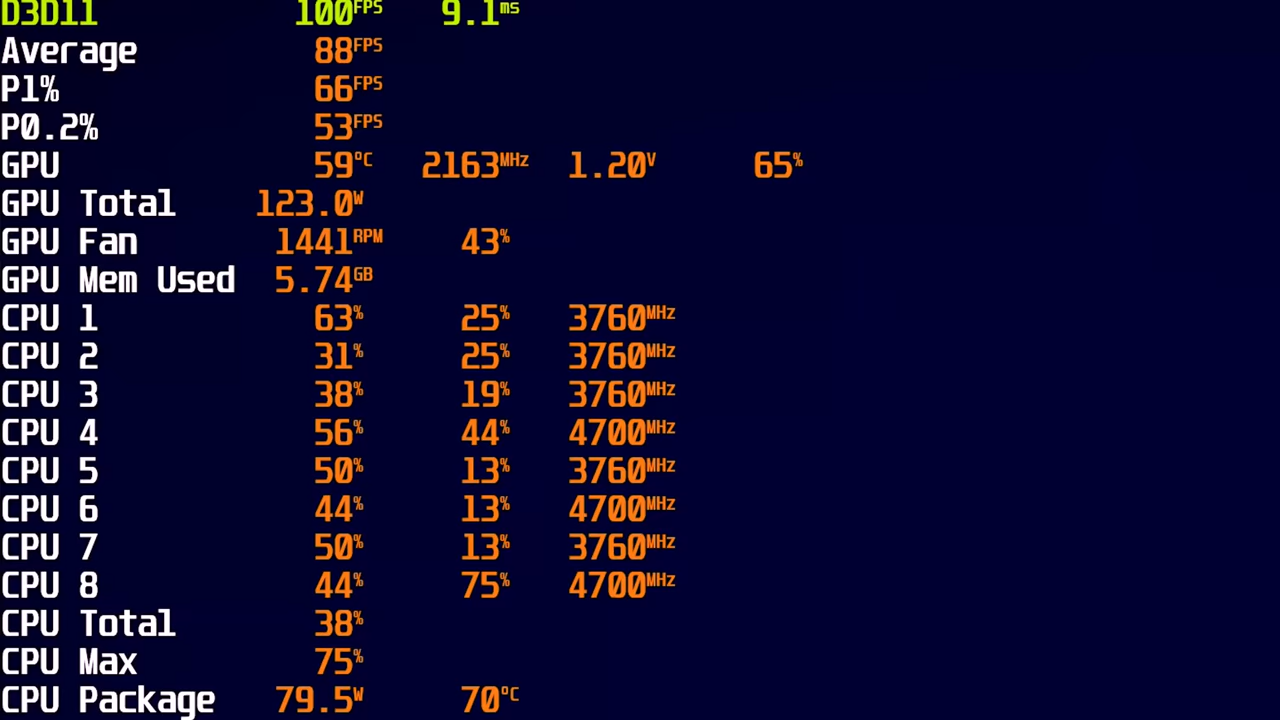 D3D11 100FPS 9.1ms
Average 88FPS
P1% 66FPS
P0.2% 53FPS
GPU 59°C 2163MHz 1.20V 65%
GPU Total 123.0W
GPU Fan 1441RPM 43%
GPU Mem Used 5.74GB
CPU 1 63% 25% 3760MHz
CPU 2 31% 25% 3760MHz
CPU 3 38% 19% 3760MHz
CPU 4 56% 44% 4700MHz
CPU 5 50% 13% 3760MHz
CPU 6 44% 13% 4700MHz
CPU 7 50% 13% 3760MHz
CPU 8 44% 75% 4700MHz
CPU Total 38%
CPU Max 75%
CPU Package 79.5W 70°C